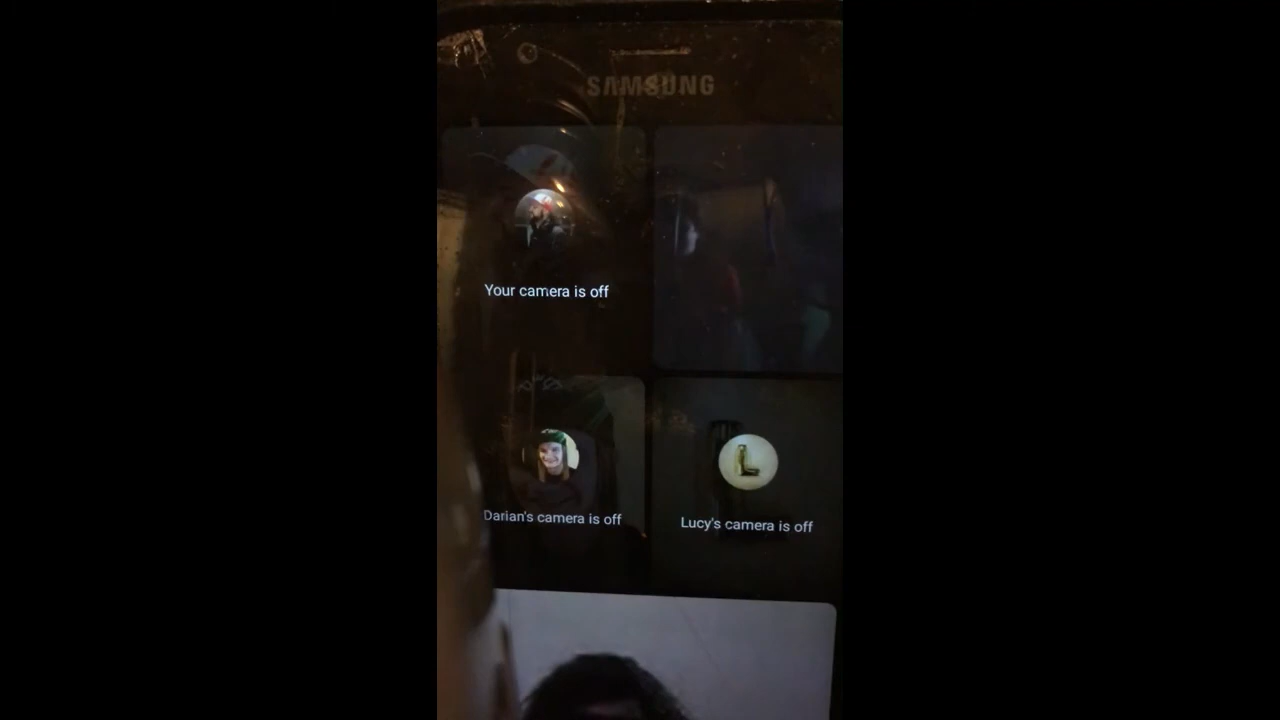 SAMSUNG
Your camera is off
Darian's camera is off
Lucy's camera is off
L